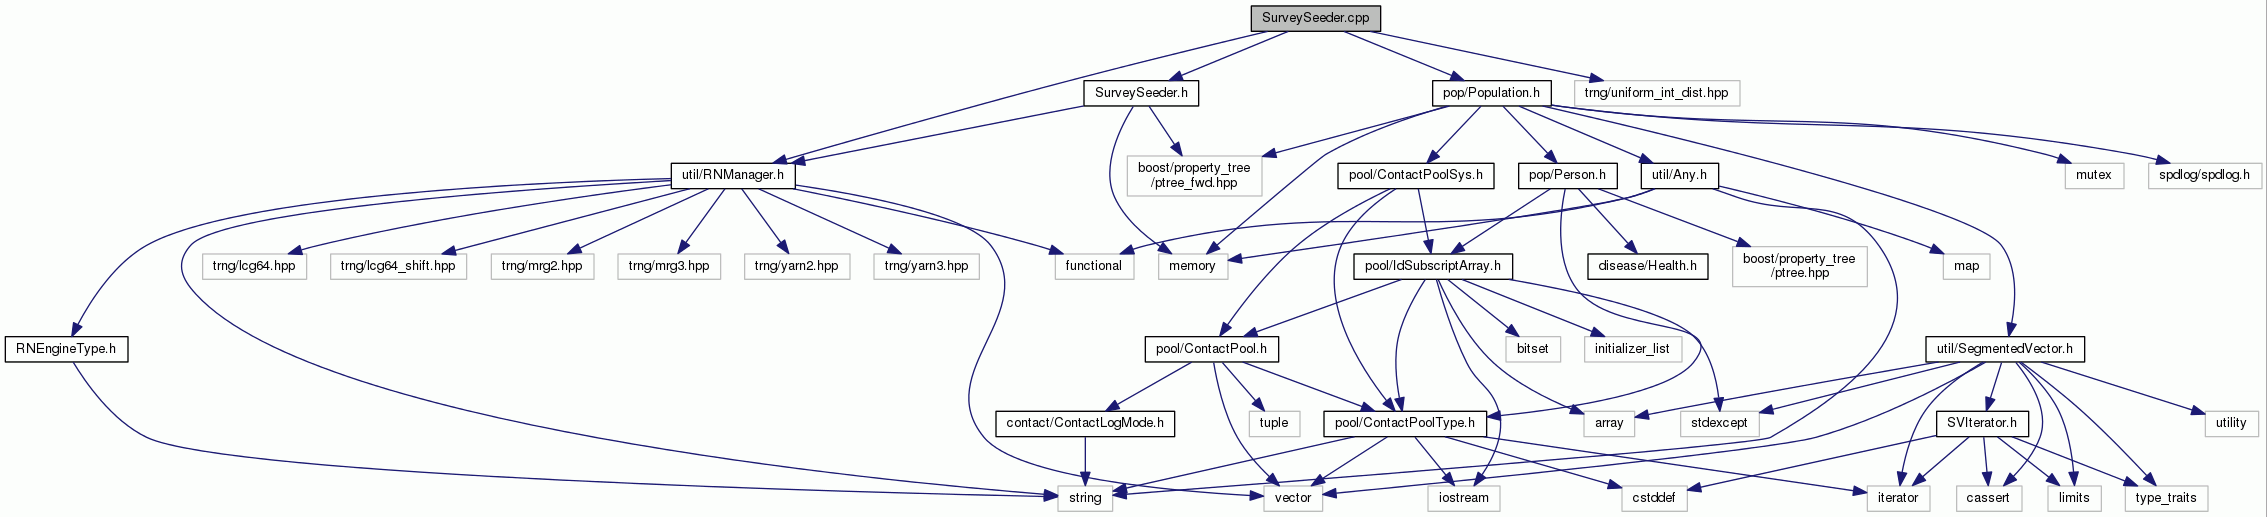 SurveySeeder.cpp
SurveySeeder.h
pop/Population.h
trng/uniform_int_dist.hpp
util/RNManager.h
boost/property_tree
/ptree_fwd.hpp
pool/ContactPoolSys.h
pop/Person.h
util/Any.h
mutex
spdlog/spdlog.h
trng/lcg64.hpp
trng/lcg64_shift.hpp
trng/mrg2.hpp
trng/mrg3.hpp
trng/yarn2.hpp
trng/yarn3.hpp
functional
memory
pool/IdSubscriptArray.h
disease/Health.h
boost/property_tree
/ptree.hpp
map
RNEngineType.h
pool/ContactPool.h
bitset
initializer_list
util/SegmentedVector.h
contact/ContactLogMode.h
tuple
pool/ContactPoolType.h
array
stdexcept
SVIterator.h
utility
string
vector
iostream
cstddef
iterator
cassert
limits
type_traits